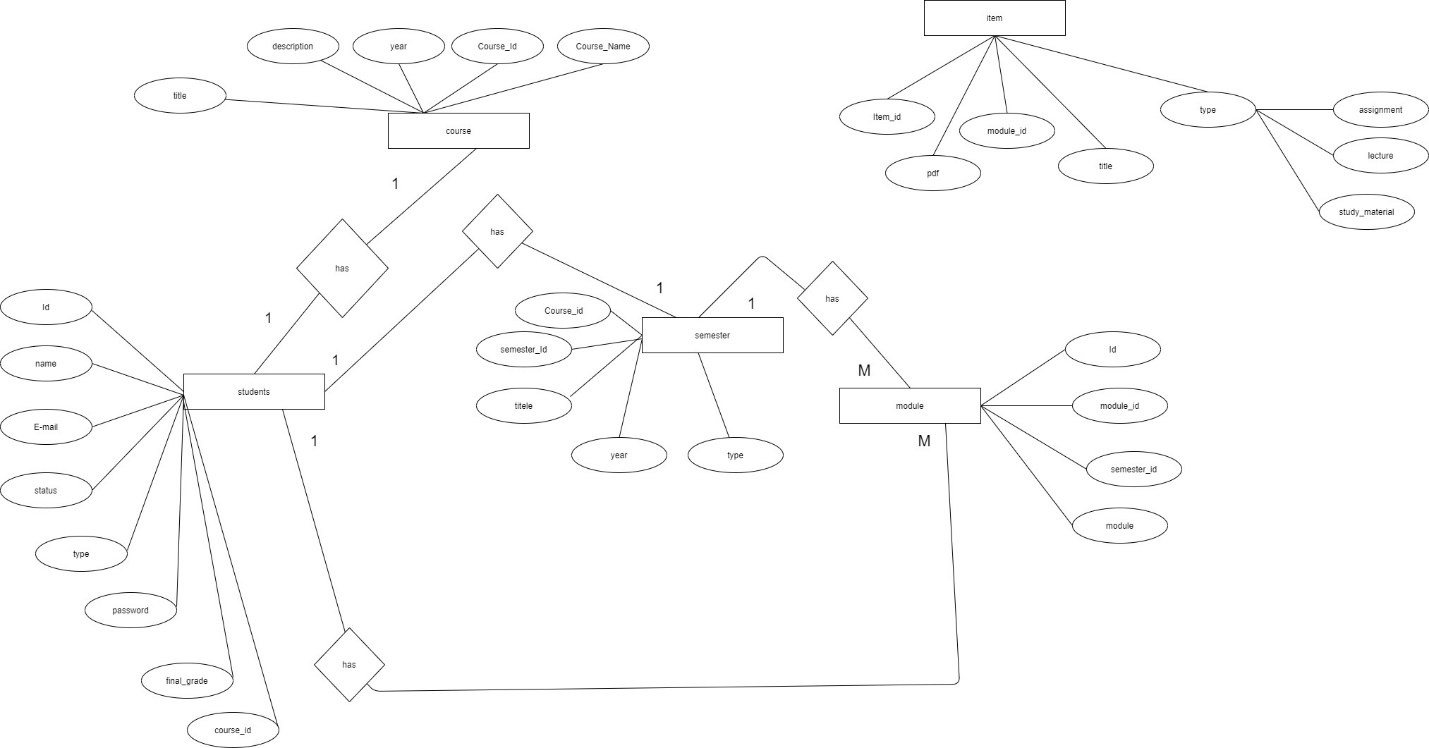 item
description
year
Course_Id
Course_Name
title
course
Item_id
module_id
pdf
title
type
assignment
lecture
study_material
1
has
has
1
1
1
1
has
Id
name
E-mail
status
type
password
final_grade
course_id
students
1
Course_id
semester_Id
titele
year
type
semester
M
module
M
Id
module_id
semester_id
module
has